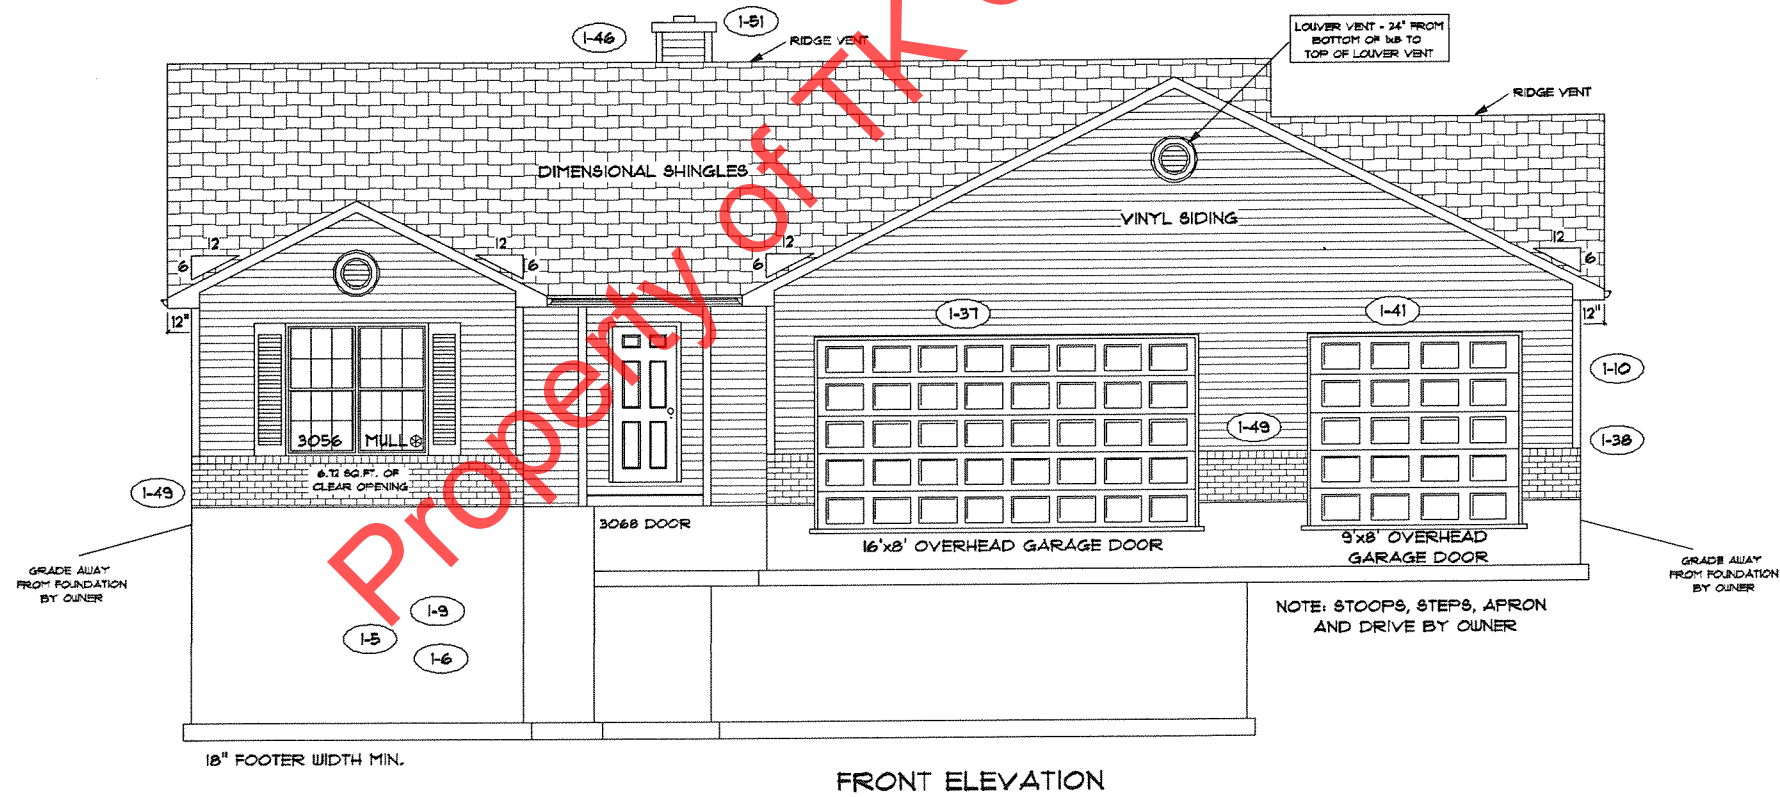 1-46
1-51
RIDGE VENT
LOUVER VENT - 24" FROM
BOTTOM OF 1x8 TO
TOP OF LOUVER VENT
RIDGE VENT
DIMENSIONAL SHINGLES
VINYL SIDING
12
6
12
6
12
6
12
6
12"
12"
1-37
1-41
1-10
1-38
1-49
3056 MULL
6.72 SQ.FT. OF
CLEAR OPENING
1-49
3068 DOOR
16'x8' OVERHEAD GARAGE DOOR
9'x8' OVERHEAD
GARAGE DOOR
GRADE AWAY
FROM FOUNDATION
BY OWNER
GRADE AWAY
FROM FOUNDATION
BY OWNER
1-9
1-5
1-6
NOTE: STOOPS, STEPS, APRON
AND DRIVE BY OWNER
18" FOOTER WIDTH MIN.
FRONT ELEVATION
Property of TK